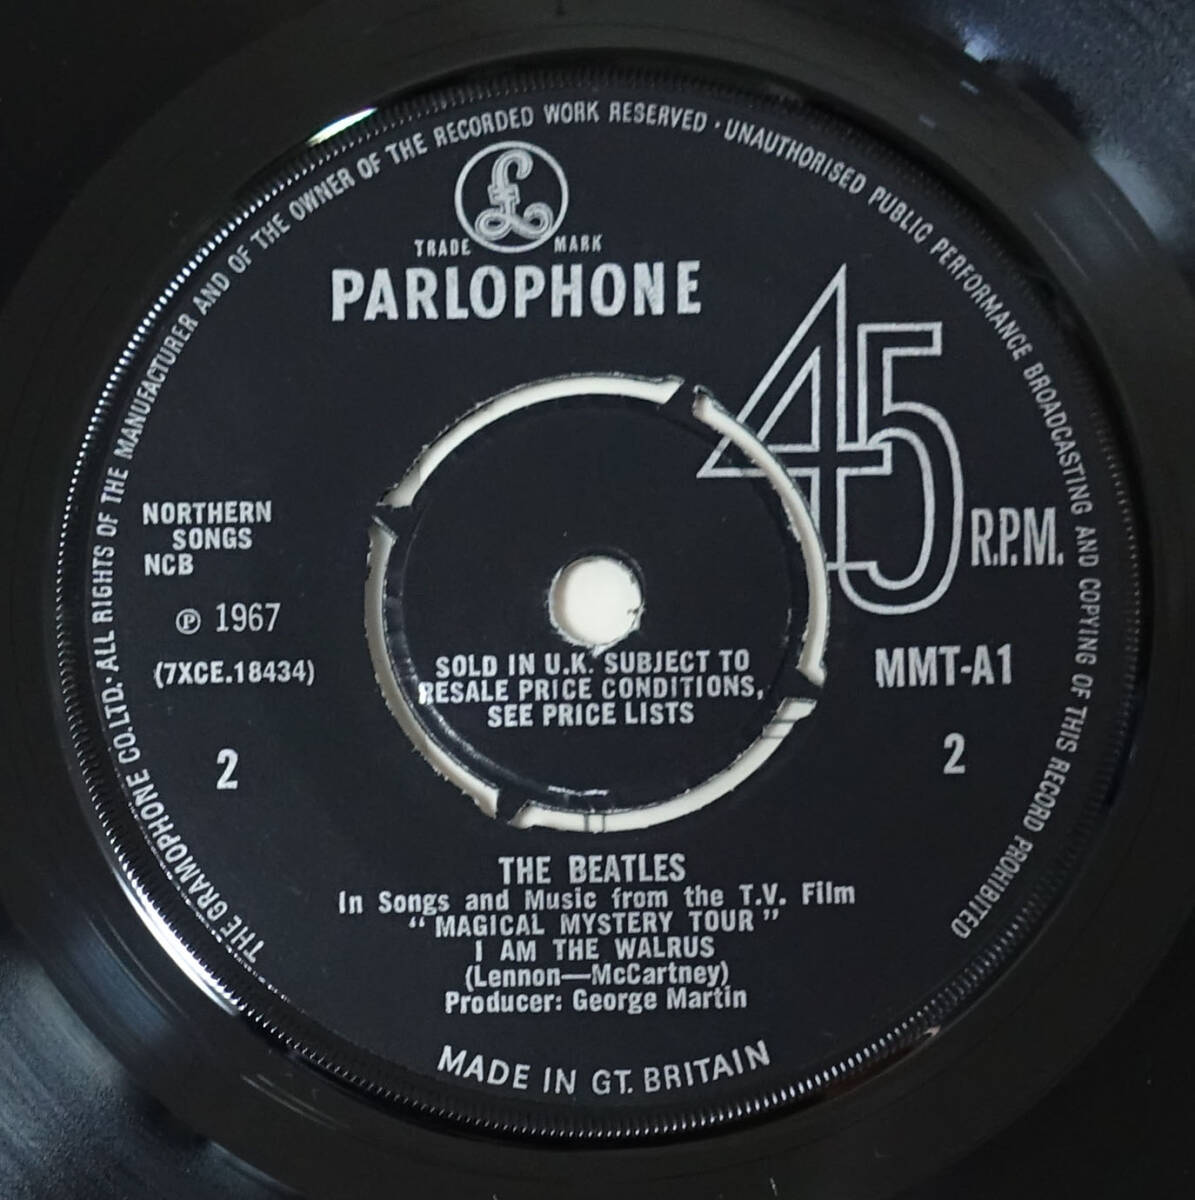 THE GRAMOPHONE CO.LTD. · ALL RIGHTS OF THE MANUFACTURER AND OF THE OWNER OF THE RECORDED WORK RESERVED · UNAUTHORISED PUBLIC PERFORMANCE BROADCASTING AND COPYING OF THIS RECORD PROHIBITED
£
TRADE MARK
PARLOPHONE
45 R.P.M.
NORTHERN
SONGS
NCB
℗ 1967
(7XCE.18434)
2
SOLD IN U.K. SUBJECT TO
RESALE PRICE CONDITIONS,
SEE PRICE LISTS
MMT-A1
2
THE BEATLES
In Songs and Music from the T.V. Film
"MAGICAL MYSTERY TOUR"
I AM THE WALRUS
(Lennon—McCartney)
Producer: George Martin
MADE IN GT. BRITAIN